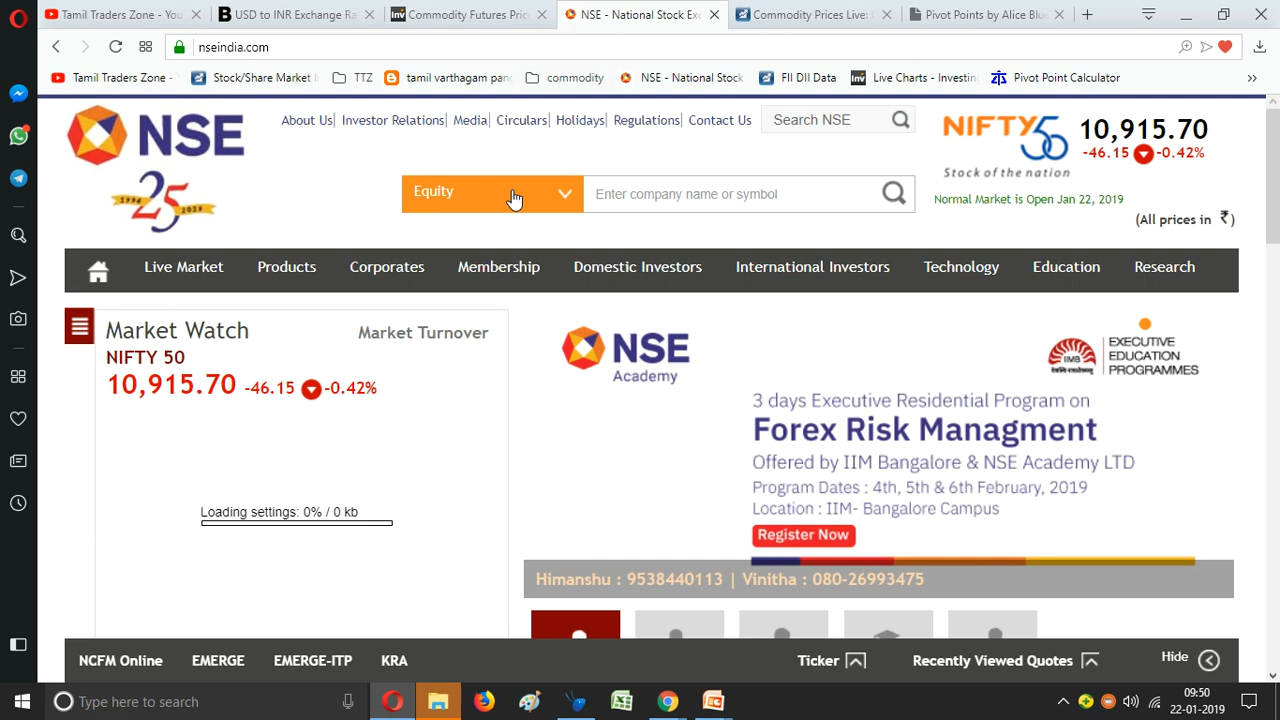 Tamil Traders Zone - You
USD to INR Exchange Ra
Commodity Futures Pric
NSE - National Stock Exc
Commodity Prices Live: C
Pivot Points by Alice Blue
nseindia.com
Tamil Traders Zone -
Stock/Share Market I
TTZ
tamil varthagam pang
commodity
NSE - National Stock
FII DII Data
Live Charts - Investin
Pivot Point Calculator
NSE
1994 25 2019
About Us| Investor Relations| Media| Circulars| Holidays| Regulations| Contact Us
Search NSE
NIFTY50
Stock of the nation
10,915.70
-46.15 -0.42%
Equity
Enter company name or symbol
Normal Market is Open Jan 22, 2019
(All prices in ₹)
Live Market
Products
Corporates
Membership
Domestic Investors
International Investors
Technology
Education
Research
Market Watch
Market Turnover
NIFTY 50
10,915.70 -46.15 -0.42%
Loading settings: 0% / 0 kb
NSE
Academy
IIMB
EXECUTIVE
EDUCATION
PROGRAMMES
3 days Executive Residential Program on
Forex Risk Managment
Offered by IIM Bangalore & NSE Academy LTD
Program Dates : 4th, 5th & 6th February, 2019
Location : IIM- Bangalore Campus
Register Now
Himanshu : 9538440113 | Vinitha : 080-26993475
NCFM Online
EMERGE
EMERGE-ITP
KRA
Ticker
Recently Viewed Quotes
Hide
Type here to search
09:50
22-01-2019